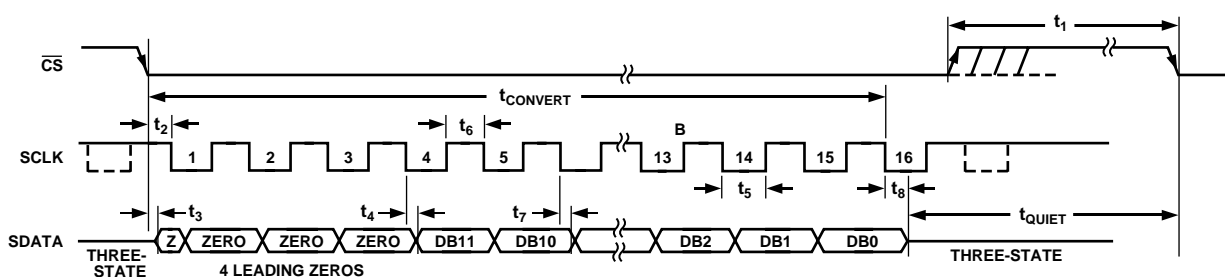 t1
CS
tCONVERT
t2
t6
B
SCLK
1 2 3 4 5 13 14 15 16
t5
t8
t3
t4
t7
tQUIET
SDATA
Z ZERO ZERO ZERO DB11 DB10 DB2 DB1 DB0
THREE-
STATE
4 LEADING ZEROS
THREE-STATE